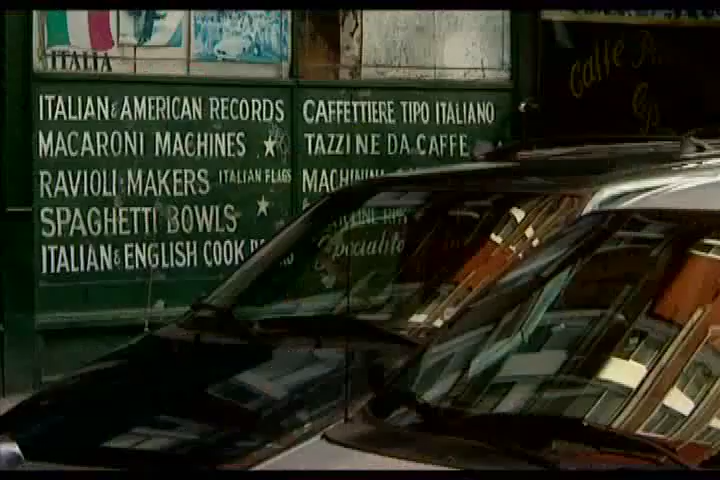 ITALIA
ITALIAN & AMERICAN RECORDS
MACARONI MACHINES
RAVIOLI MAKERS ITALIAN FLAGS
SPAGHETTI BOWLS
ITALIAN & ENGLISH COOK
CAFFETTIERE TIPO ITALIANO
TAZZINE DA CAFFE
Caffe